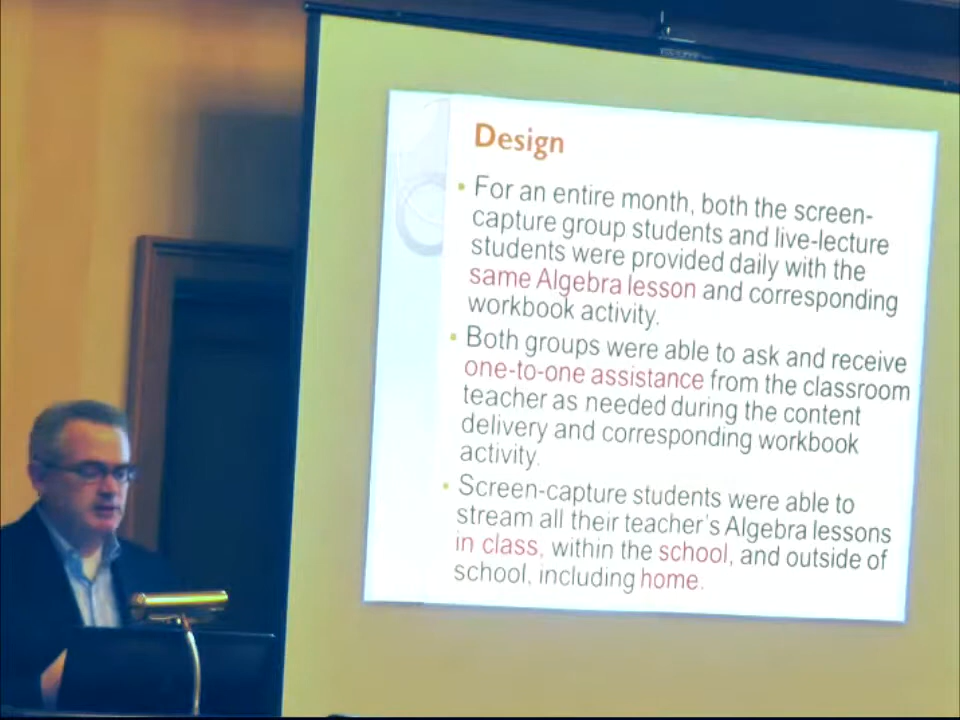 Design
• For an entire month, both the screen-
capture group students and live-lecture
students were provided daily with the
same Algebra lesson and corresponding
workbook activity.
• Both groups were able to ask and receive
one-to-one assistance from the classroom
teacher as needed during the content
delivery and corresponding workbook
activity.
• Screen-capture students were able to
stream all their teacher's Algebra lessons
in class, within the school, and outside of
school, including home.